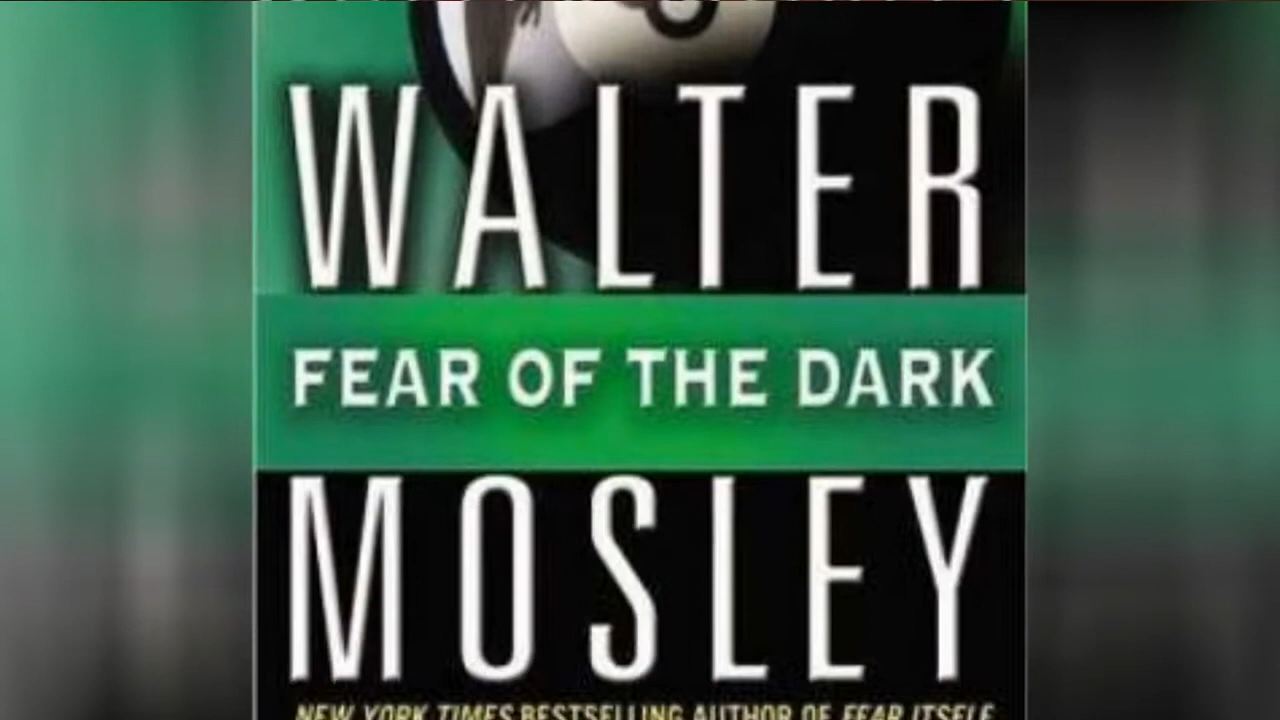 WALTER
FEAR OF THE DARK
MOSLEY
NEW YORK TIMES BESTSELLING AUTHOR OF FEAR ITSELF